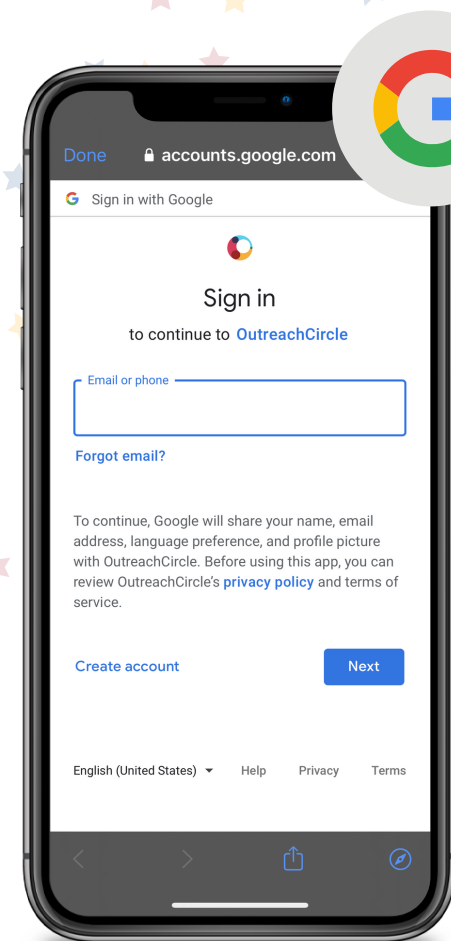 Done accounts.google.com
Sign in with Google
Sign in
to continue to OutreachCircle
Email or phone
Forgot email?
To continue, Google will share your name, email
address, language preference, and profile picture
with OutreachCircle. Before using this app, you can
review OutreachCircle's privacy policy and terms of
service.
Create account Next
English (United States) Help Privacy Terms